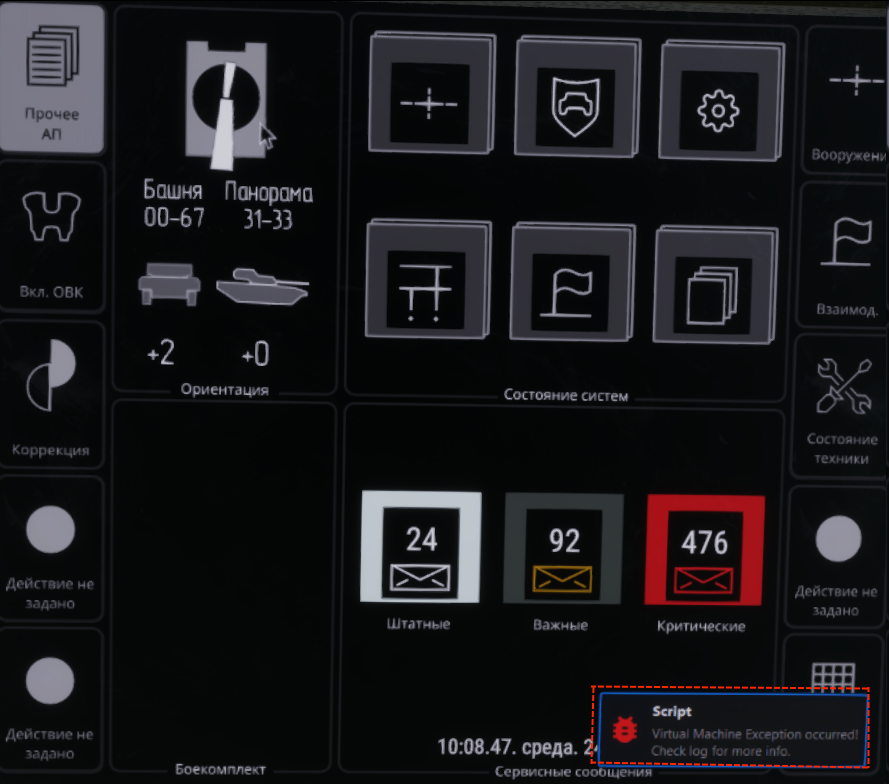 Прочее
АП
Вкл. ОВК
Коррекция
Действие не
задано
Действие не
задано
Башня Панорама
00-67 31-33
+2 +0
Ориентация
Боекомплект
Состояние систем
24 92 476
Штатные Важные Критические
10:08.47. среда.
Сервисные сообщения
Вооружени
Взаимод.
Состояние
техники
Действие не
задано
Script
Virtual Machine Exception occurred!
Check log for more info.